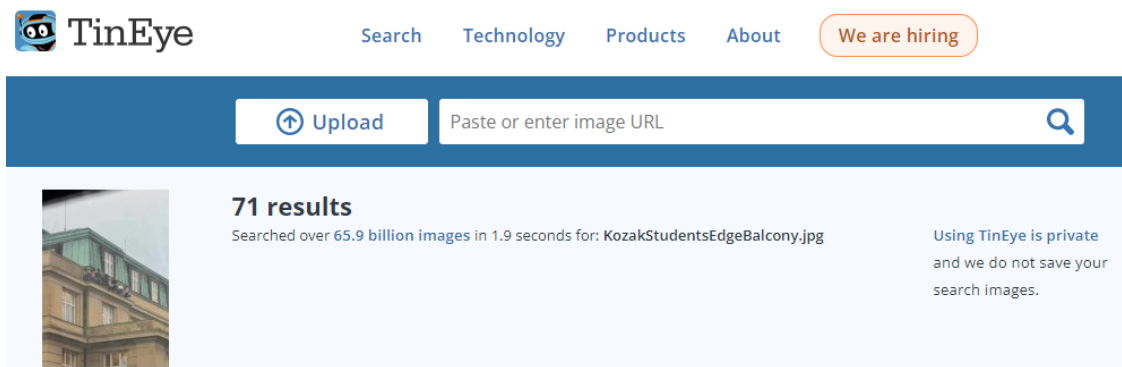 TinEye
Search Technology Products About We are hiring
Upload Paste or enter image URL
71 results
Searched over 65.9 billion images in 1.9 seconds for: KozakStudentsEdgeBalcony.jpg
Using TinEye is private
and we do not save your
search images.